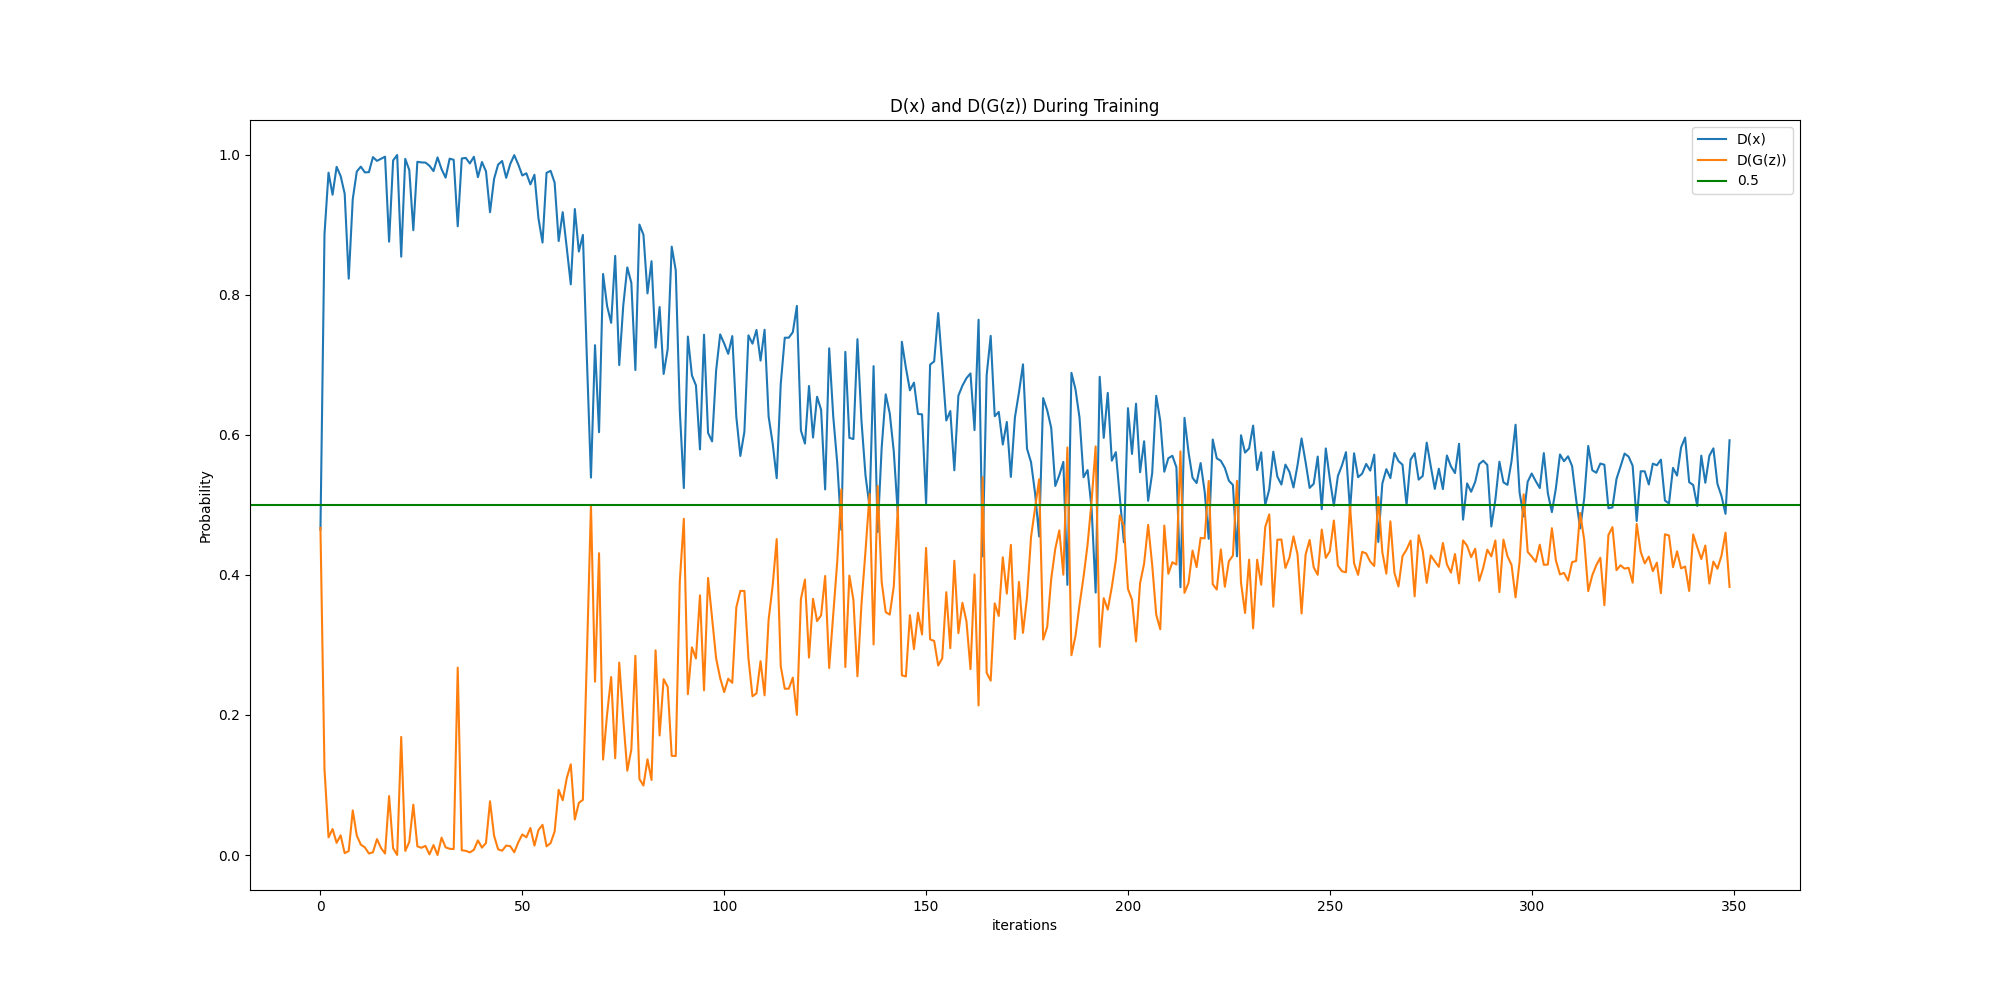 D(x) and D(G(z)) During Training
D(x)
D(G(z))
0.5
1.0
0.8
0.6
0.4
0.2
0.0
Probability
0 50 100 150 200 250 300 350
iterations